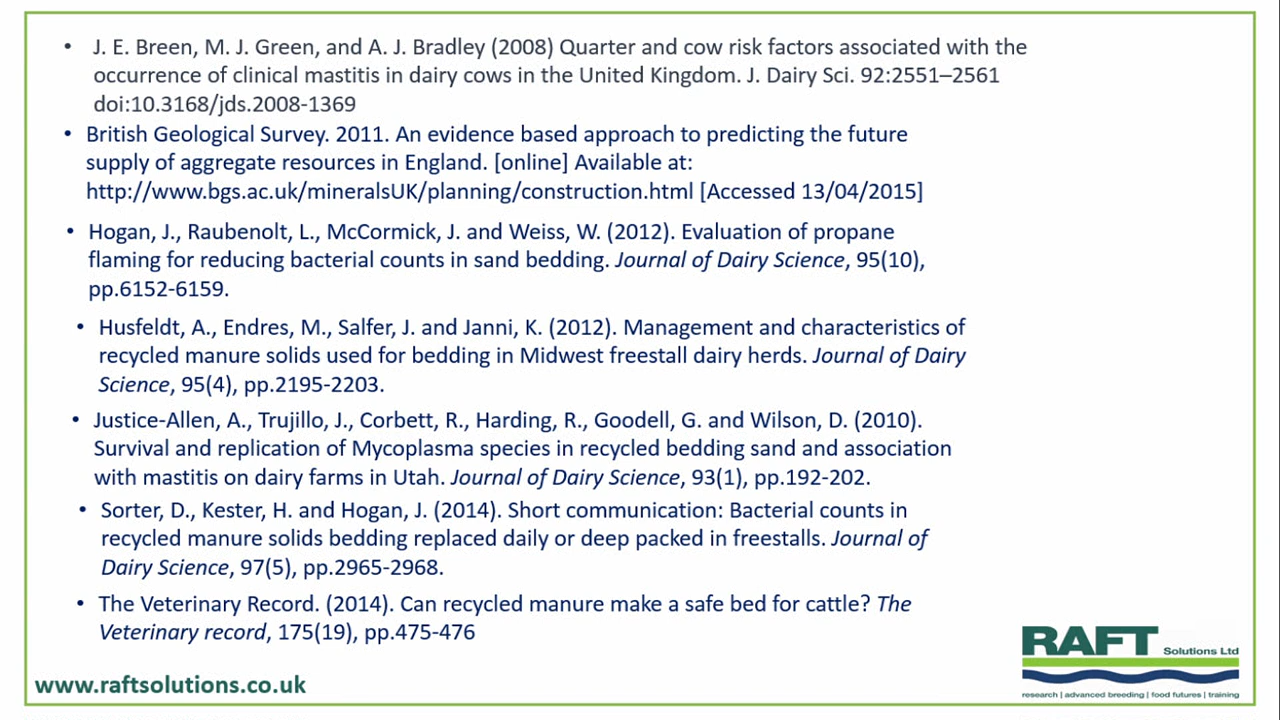 • J. E. Breen, M. J. Green, and A. J. Bradley (2008) Quarter and cow risk factors associated with the
occurrence of clinical mastitis in dairy cows in the United Kingdom. J. Dairy Sci. 92:2551–2561
doi:10.3168/jds.2008-1369
• British Geological Survey. 2011. An evidence based approach to predicting the future
supply of aggregate resources in England. [online] Available at:
http://www.bgs.ac.uk/mineralsUK/planning/construction.html [Accessed 13/04/2015]
• Hogan, J., Raubenolt, L., McCormick, J. and Weiss, W. (2012). Evaluation of propane
flaming for reducing bacterial counts in sand bedding. Journal of Dairy Science, 95(10),
pp.6152-6159.
• Husfeldt, A., Endres, M., Salfer, J. and Janni, K. (2012). Management and characteristics of
recycled manure solids used for bedding in Midwest freestall dairy herds. Journal of Dairy
Science, 95(4), pp.2195-2203.
• Justice-Allen, A., Trujillo, J., Corbett, R., Harding, R., Goodell, G. and Wilson, D. (2010).
Survival and replication of Mycoplasma species in recycled bedding sand and association
with mastitis on dairy farms in Utah. Journal of Dairy Science, 93(1), pp.192-202.
• Sorter, D., Kester, H. and Hogan, J. (2014). Short communication: Bacterial counts in
recycled manure solids bedding replaced daily or deep packed in freestalls. Journal of
Dairy Science, 97(5), pp.2965-2968.
• The Veterinary Record. (2014). Can recycled manure make a safe bed for cattle? The
Veterinary record, 175(19), pp.475-476
RAFT Solutions Ltd
research | advanced breeding | food futures | training
www.raftsolutions.co.uk